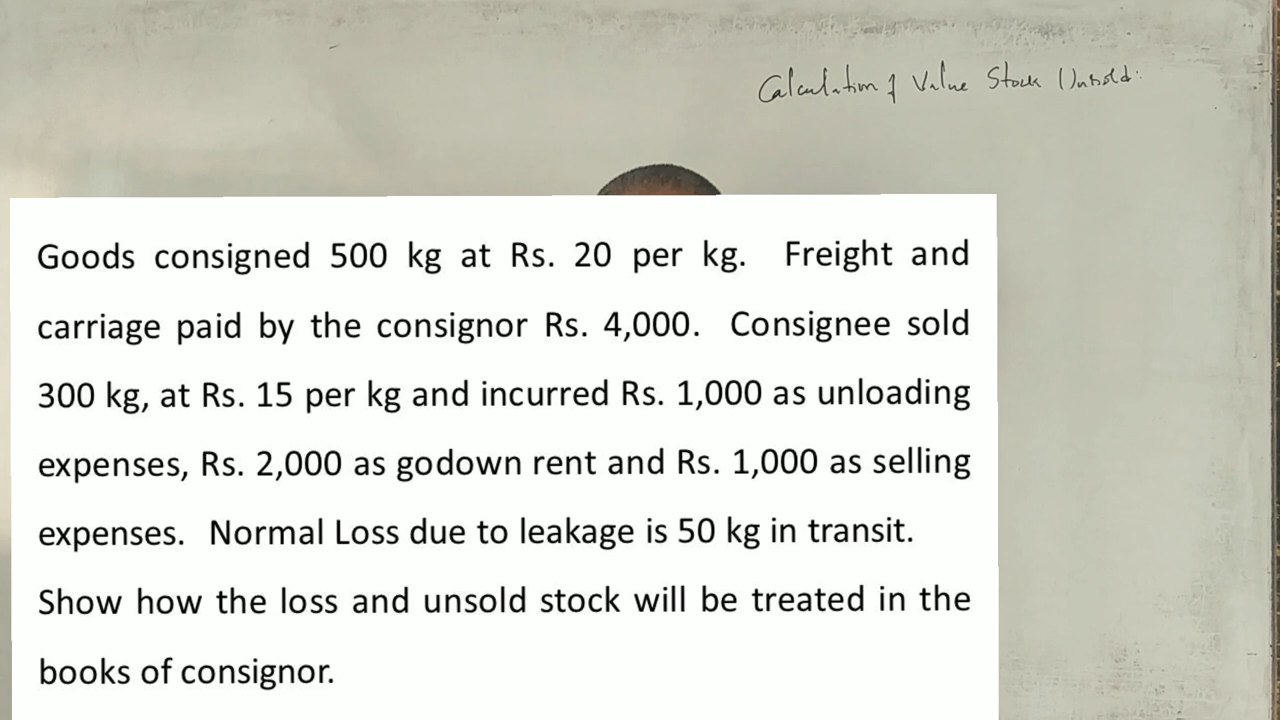 Calculation of Value Stock Unsold:
Goods consigned 500 kg at Rs. 20 per kg. Freight and
carriage paid by the consignor Rs. 4,000. Consignee sold
300 kg, at Rs. 15 per kg and incurred Rs. 1,000 as unloading
expenses, Rs. 2,000 as godown rent and Rs. 1,000 as selling
expenses. Normal Loss due to leakage is 50 kg in transit.
Show how the loss and unsold stock will be treated in the
books of consignor.